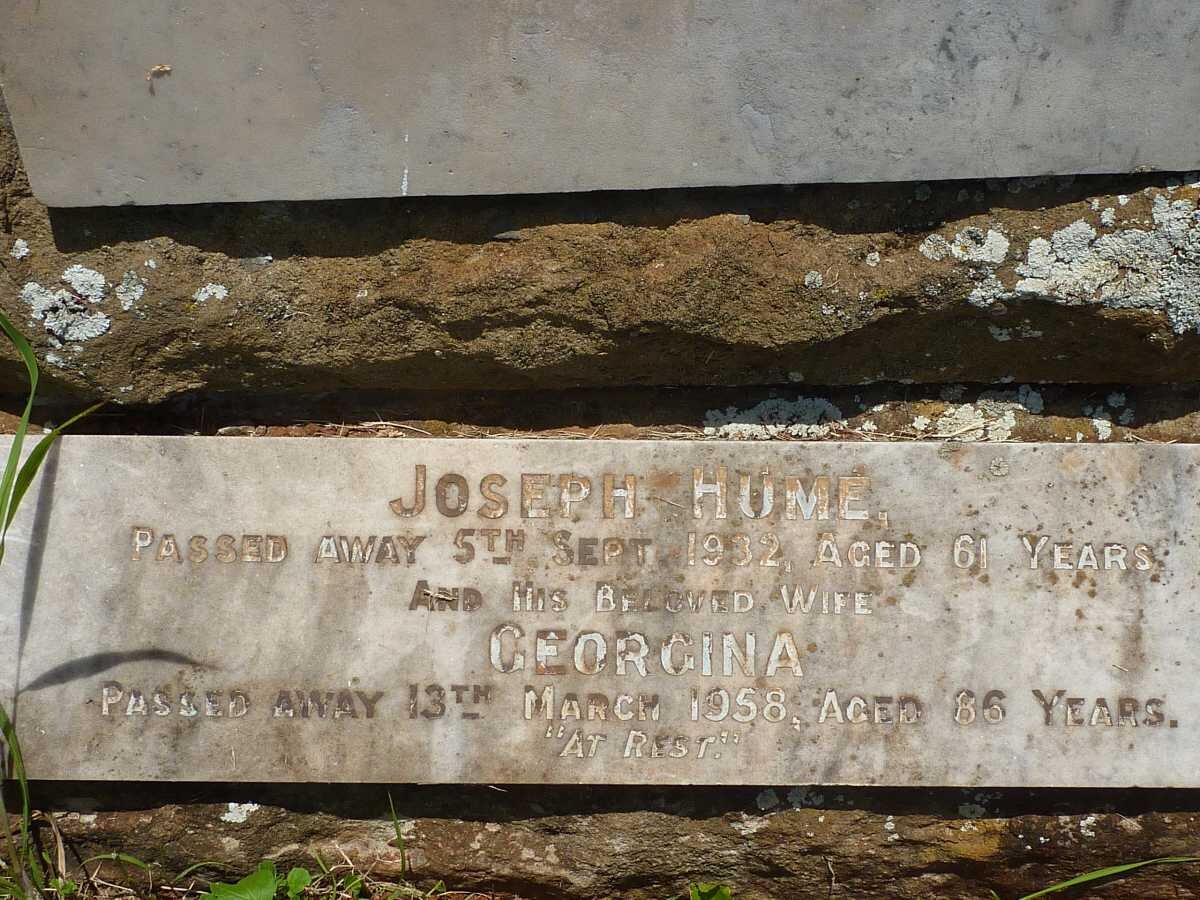 JOSEPH HUME,
PASSED AWAY 5TH SEPT. 1932, AGED 61 YEARS.
AND HIS BELOVED WIFE
GEORGINA
PASSED AWAY 13TH MARCH 1958, AGED 86 YEARS.
"AT REST."